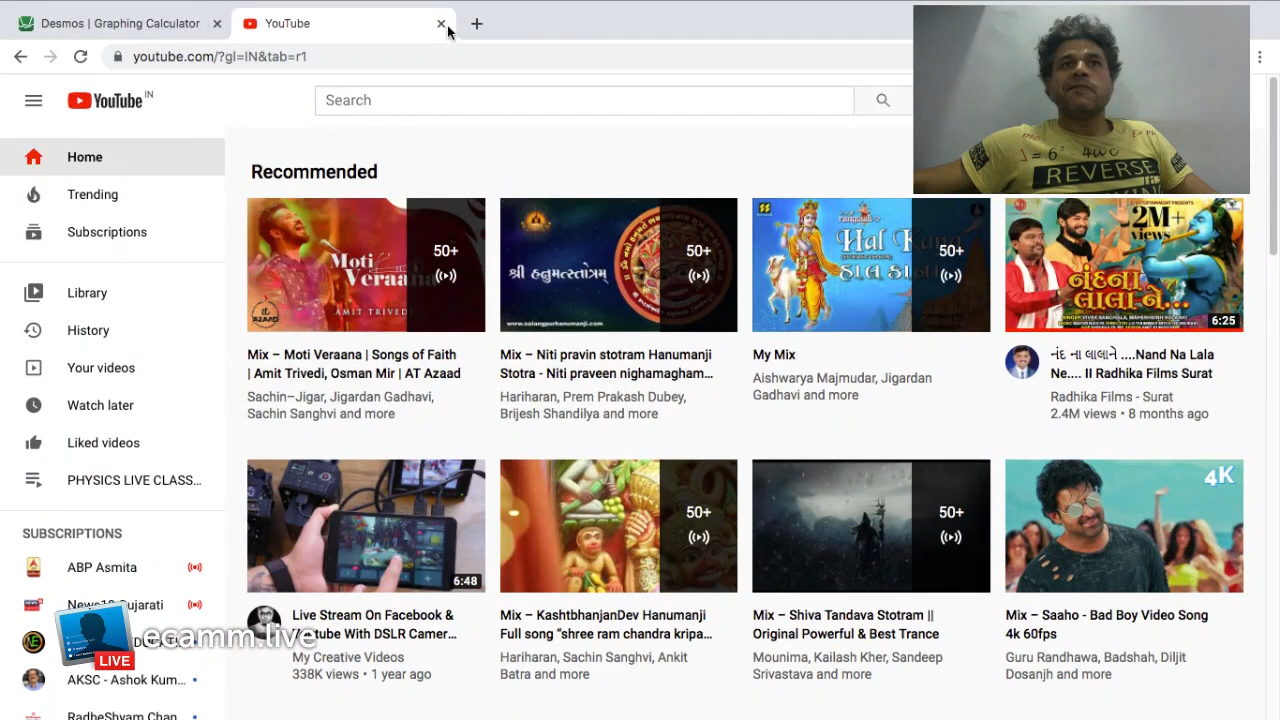 Desmos | Graphing Calculator
YouTube
youtube.com/?gl=IN&tab=r1
YouTube IN
Search
REVERSE
Home
Trending
Subscriptions
Library
History
Your videos
Watch later
Liked videos
PHYSICS LIVE CLASS...
SUBSCRIPTIONS
ABP Asmita
AKSC - Ashok Kum...
RadheShyam Chan
ecamm.live
LIVE
Recommended
Moti
Veraana
AMIT TRIVEDI
AZAAD
50+
Mix – Moti Veraana | Songs of Faith
| Amit Trivedi, Osman Mir | AT Azaad
Sachin–Jigar, Jigardan Gadhavi,
Sachin Sanghvi and more
www.salangpurhanumanji.com
50+
Mix – Niti pravin stotram Hanumanji
Stotra - Niti praveen nighamagham...
Hariharan, Prem Prakash Dubey,
Brijesh Shandilya and more
50+
My Mix
Aishwarya Majmudar, Jigardan
Gadhavi and more
2M+
views
નંદના
લાલાને...
6:25
નંદ ના લાલાને ....Nand Na Lala
Ne.... II Radhika Films Surat
Radhika Films - Surat
2.4M views • 8 months ago
6:48
Live Stream On Facebook &
My Creative Videos
338K views • 1 year ago
50+
Mix – KashtbhanjanDev Hanumanji
Full song “shree ram chandra kripa...
Hariharan, Sachin Sanghvi, Ankit
Batra and more
50+
Mix – Shiva Tandava Stotram ||
Original Powerful & Best Trance
Mounima, Kailash Kher, Sandeep
Srivastava and more
4K
Mix – Saaho - Bad Boy Video Song
4k 60fps
Guru Randhawa, Badshah, Diljit
Dosanjh and more